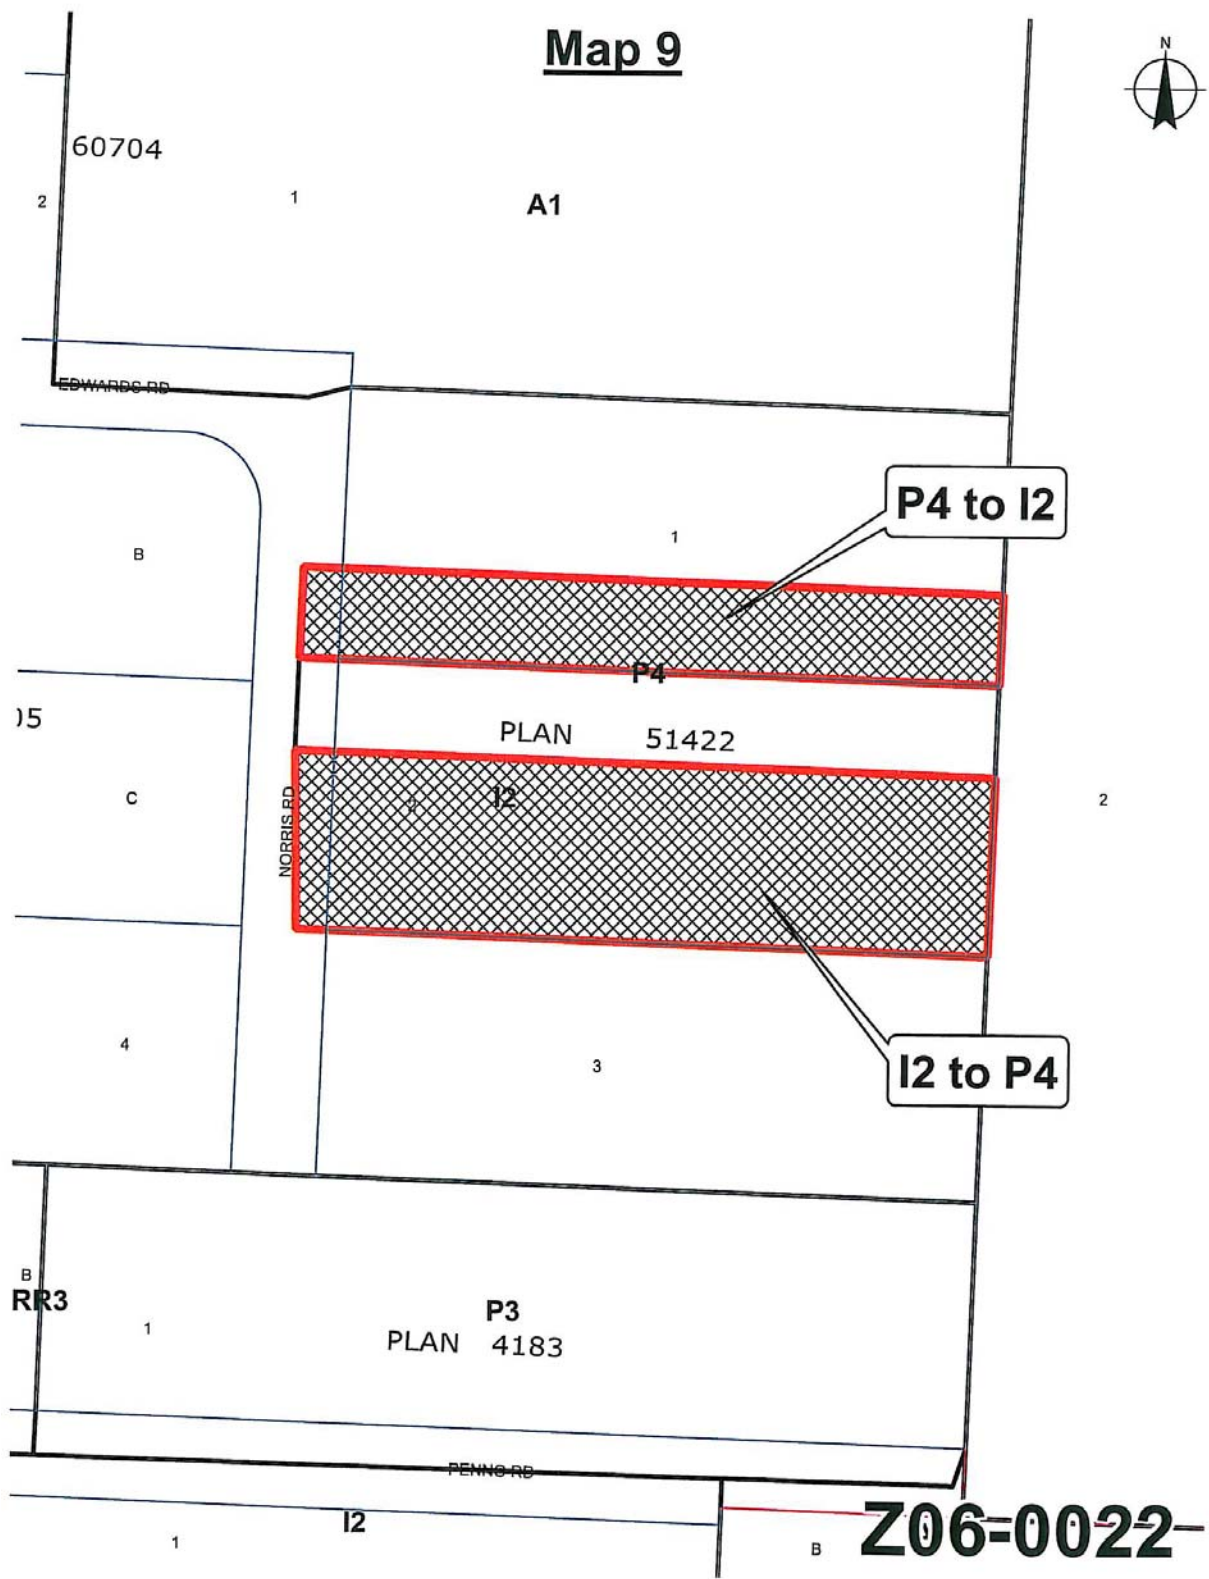 Map 9
N
60704
2
1
A1
EDWARDS RD
P4 to I2
1
B
P4
05
PLAN 51422
NORRIS RD
C
2
I2
2
4
3
I2 to P4
B
RR3
1
P3
PLAN 4183
PENNO RD
I2
1
B
Z06-0022